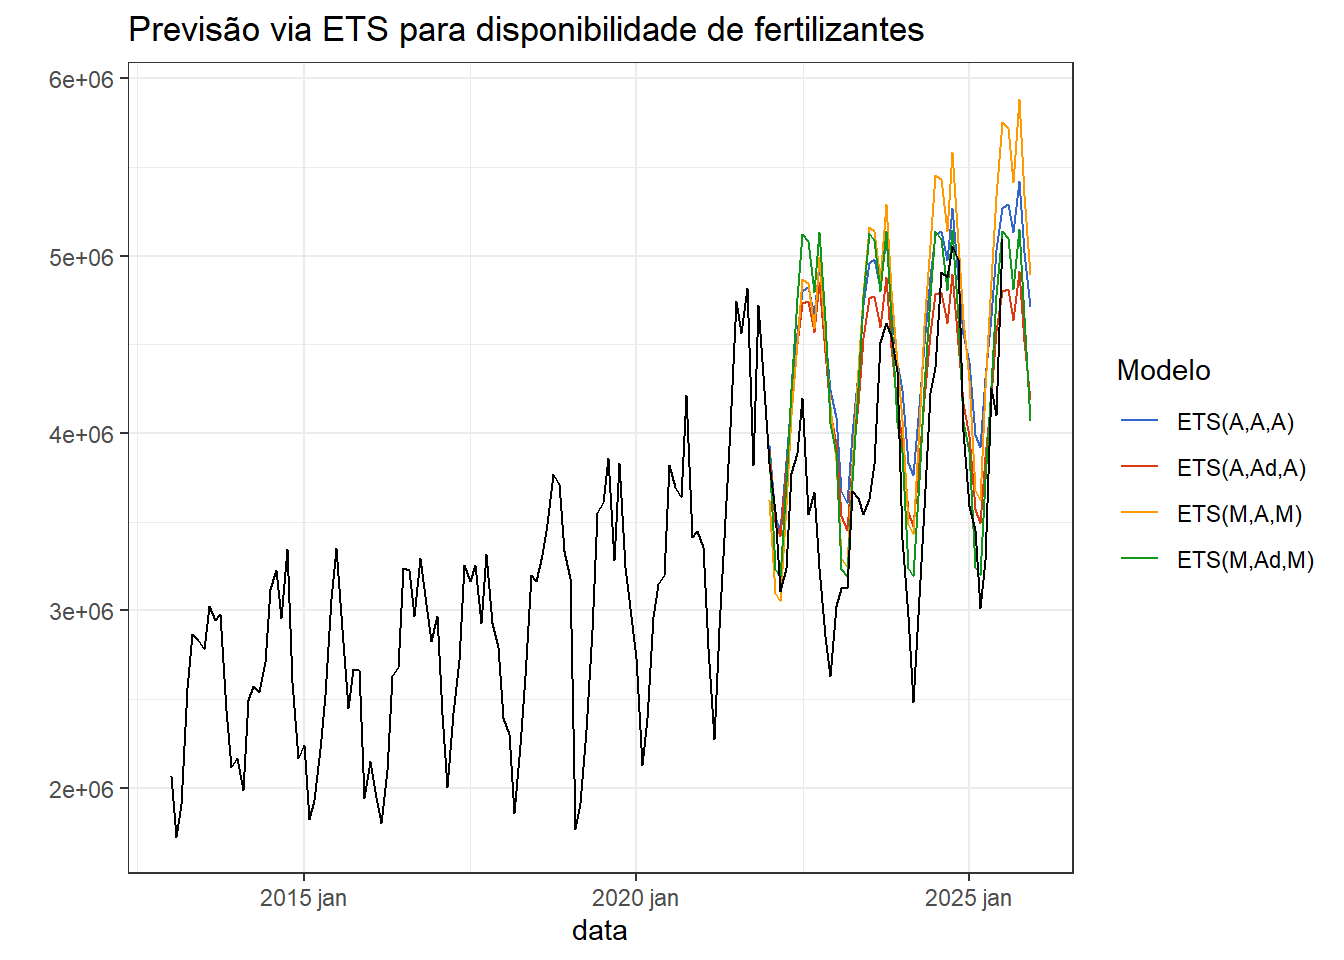 Previsão via ETS para disponibilidade de fertilizantes
6e+06
5e+06
4e+06
3e+06
2e+06
2015 jan
2020 jan
2025 jan
data
Modelo
ETS(A,A,A)
ETS(A,Ad,A)
ETS(M,A,M)
ETS(M,Ad,M)